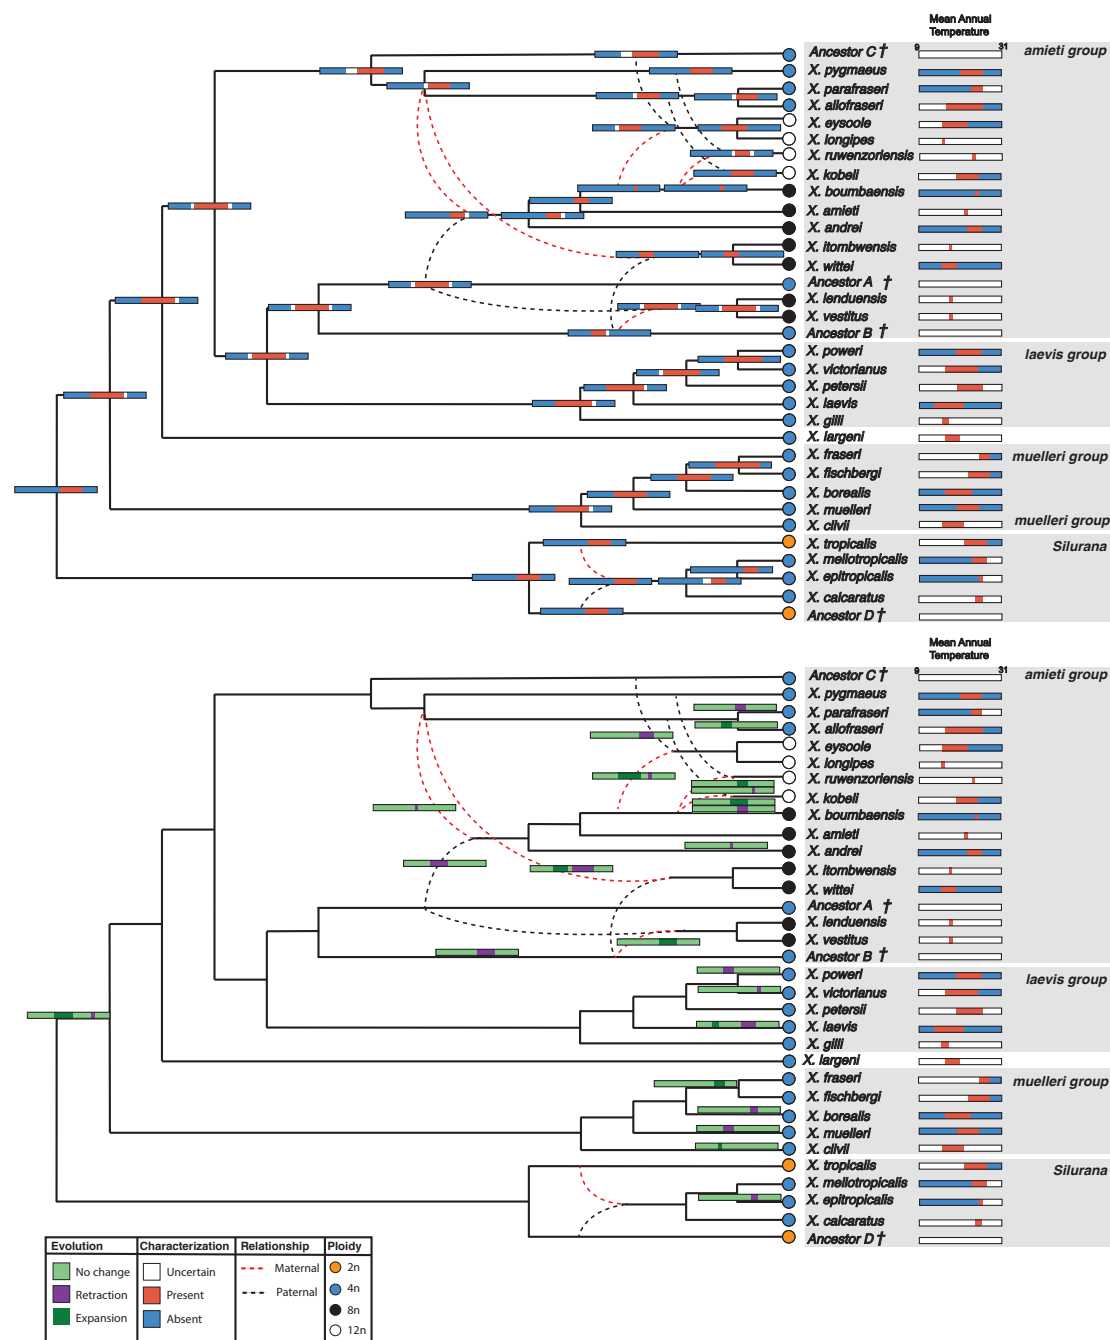 Mean Annual
Temperature
9 31
Ancestor C † amieti group
X. pygmaeus
X. parafraseri
X. allofraseri
X. eysoole
X. longipes
X. ruwenzoriensis
X. kobeli
X. boumbaensis
X. amieti
X. andrei
X. itombwensis
X. wittei
Ancestor A †
X. lenduensis
X. vestitus
Ancestor B †
X. poweri laevis group
X. victorianus
X. petersii
X. laevis
X. gilli
X. largeni
X. fraseri muelleri group
X. fischbergi
X. borealis
X. muelleri
X. clivii muelleri group
X. tropicalis Silurana
X. mellotropicalis
X. epitropicalis
X. calcaratus
Ancestor D †
Mean Annual
Temperature
9 31
Ancestor C † amieti group
X. pygmaeus
X. parafraseri
X. allofraseri
X. eysoole
X. longipes
X. ruwenzoriensis
X. kobeli
X. boumbaensis
X. amieti
X. andrei
X. itombwensis
X. wittei
Ancestor A †
X. lenduensis
X. vestitus
Ancestor B †
X. poweri laevis group
X. victorianus
X. petersii
X. laevis
X. gilli
X. largeni
X. fraseri muelleri group
X. fischbergi
X. borealis
X. muelleri
X. clivii
X. tropicalis Silurana
X. mellotropicalis
X. epitropicalis
X. calcaratus
Ancestor D †
Evolution Characterization Relationship Ploidy
No change Uncertain Maternal 2n
Retraction Present Paternal 4n
Expansion Absent 8n
12n